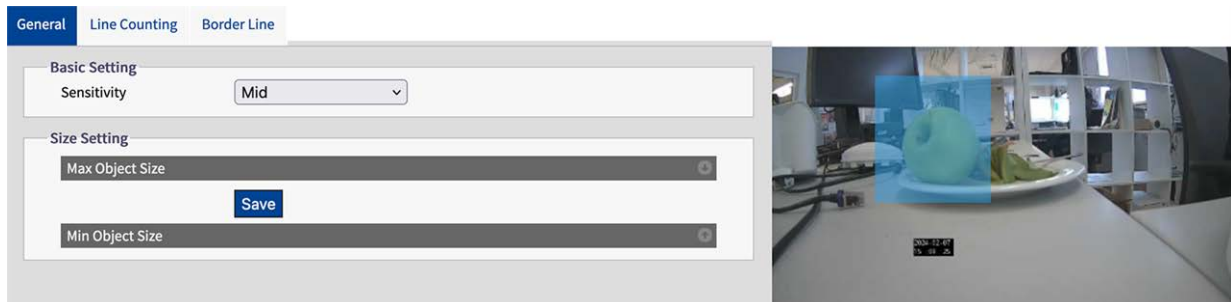 General Line Counting Border Line
Basic Setting
Sensitivity Mid
Size Setting
Max Object Size
Save
Min Object Size